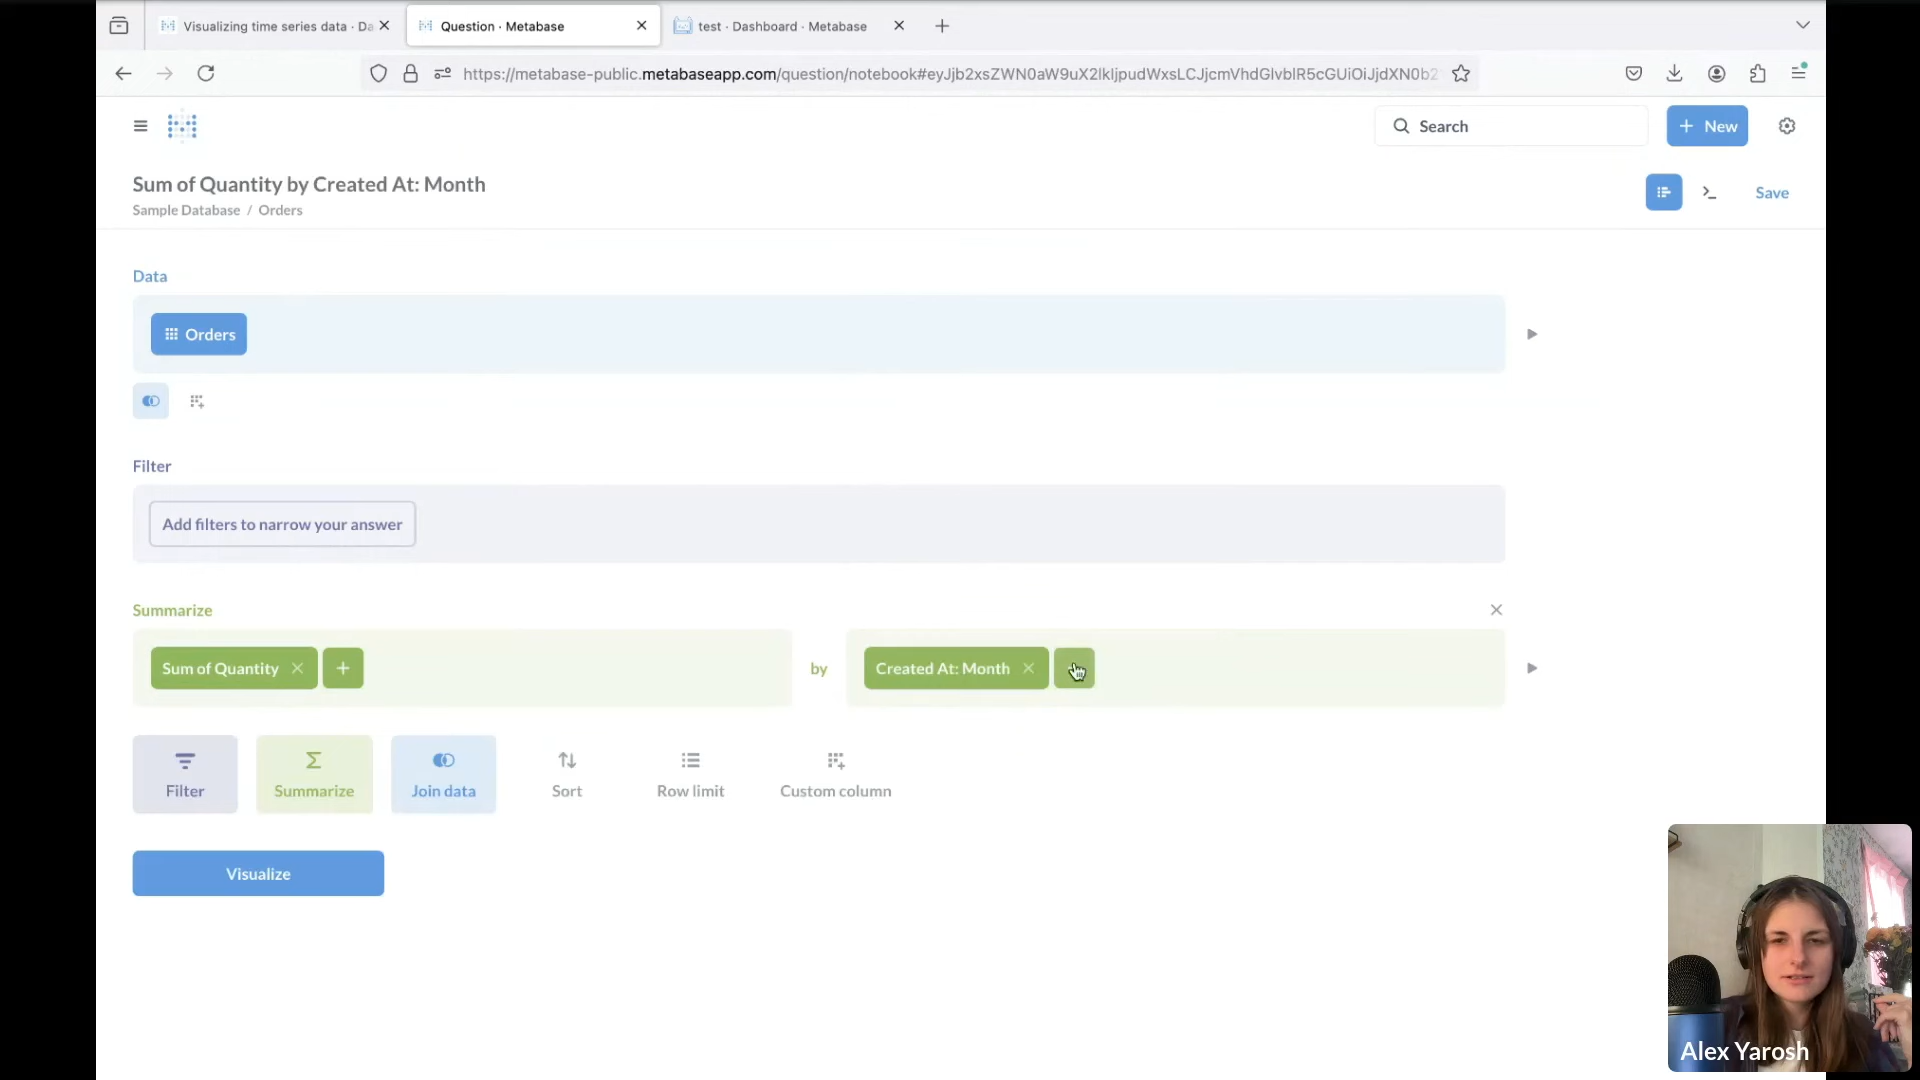 Visualizing time series data · Da
Question · Metabase
test · Dashboard · Metabase
https://metabase-public.metabaseapp.com/question/notebook#eyJjb2xsZWN0aW9uX2lkIjpudWxsLCJjcmVhdGlvblR5cGUiOiJjdXN0b2
Search
+ New
Sum of Quantity by Created At: Month
Sample Database / Orders
Save
Data
Orders
Filter
Add filters to narrow your answer
Summarize
Sum of Quantity
+
by
Created At: Month
Filter
Summarize
Join data
Sort
Row limit
Custom column
Visualize
Alex Yarosh